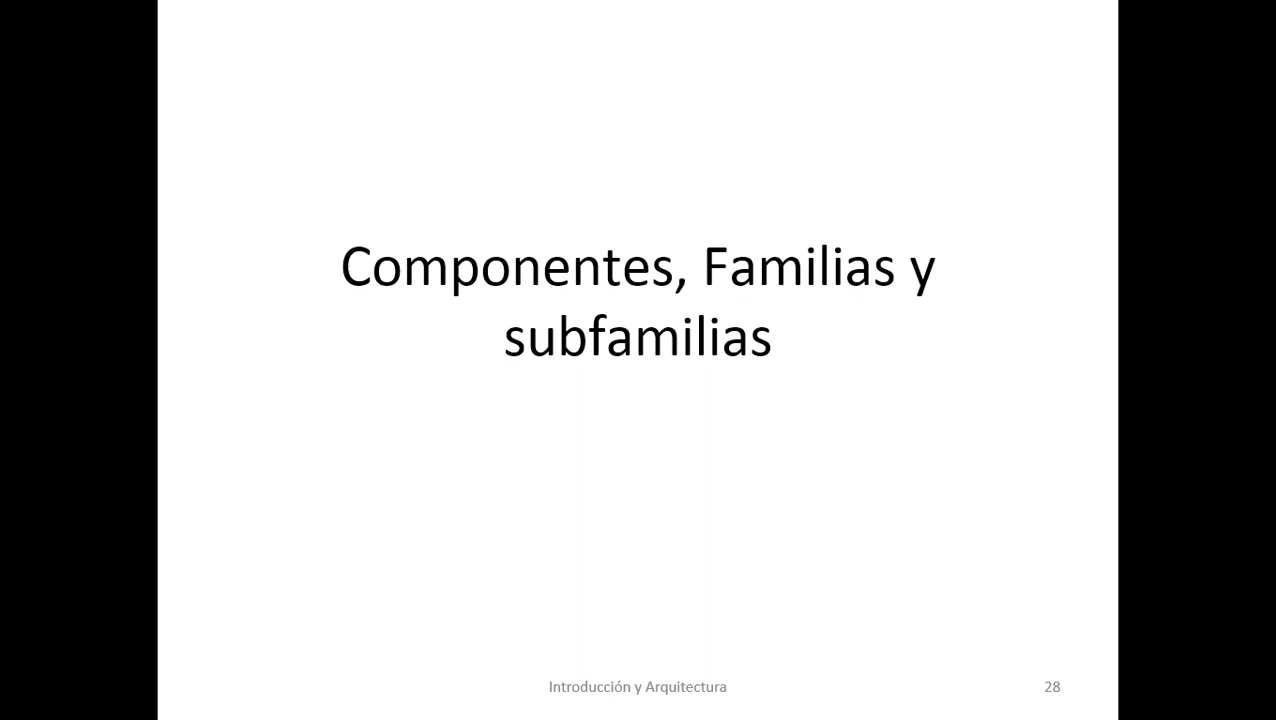 Componentes, Familias y
subfamilias
Introducción y Arquitectura
28